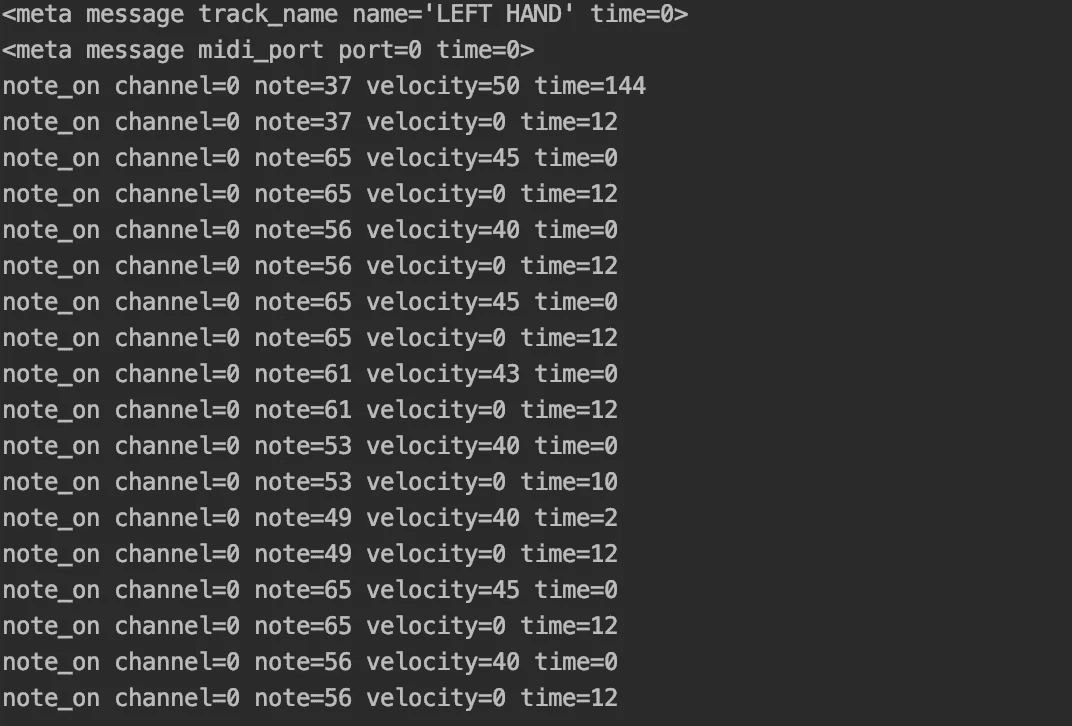 <meta message track_name name='LEFT HAND' time=0>
<meta message midi_port port=0 time=0>
note_on channel=0 note=37 velocity=50 time=144
note_on channel=0 note=37 velocity=0 time=12
note_on channel=0 note=65 velocity=45 time=0
note_on channel=0 note=65 velocity=0 time=12
note_on channel=0 note=56 velocity=40 time=0
note_on channel=0 note=56 velocity=0 time=12
note_on channel=0 note=65 velocity=45 time=0
note_on channel=0 note=65 velocity=0 time=12
note_on channel=0 note=61 velocity=43 time=0
note_on channel=0 note=61 velocity=0 time=12
note_on channel=0 note=53 velocity=40 time=0
note_on channel=0 note=53 velocity=0 time=10
note_on channel=0 note=49 velocity=40 time=2
note_on channel=0 note=49 velocity=0 time=12
note_on channel=0 note=65 velocity=45 time=0
note_on channel=0 note=65 velocity=0 time=12
note_on channel=0 note=56 velocity=40 time=0
note_on channel=0 note=56 velocity=0 time=12